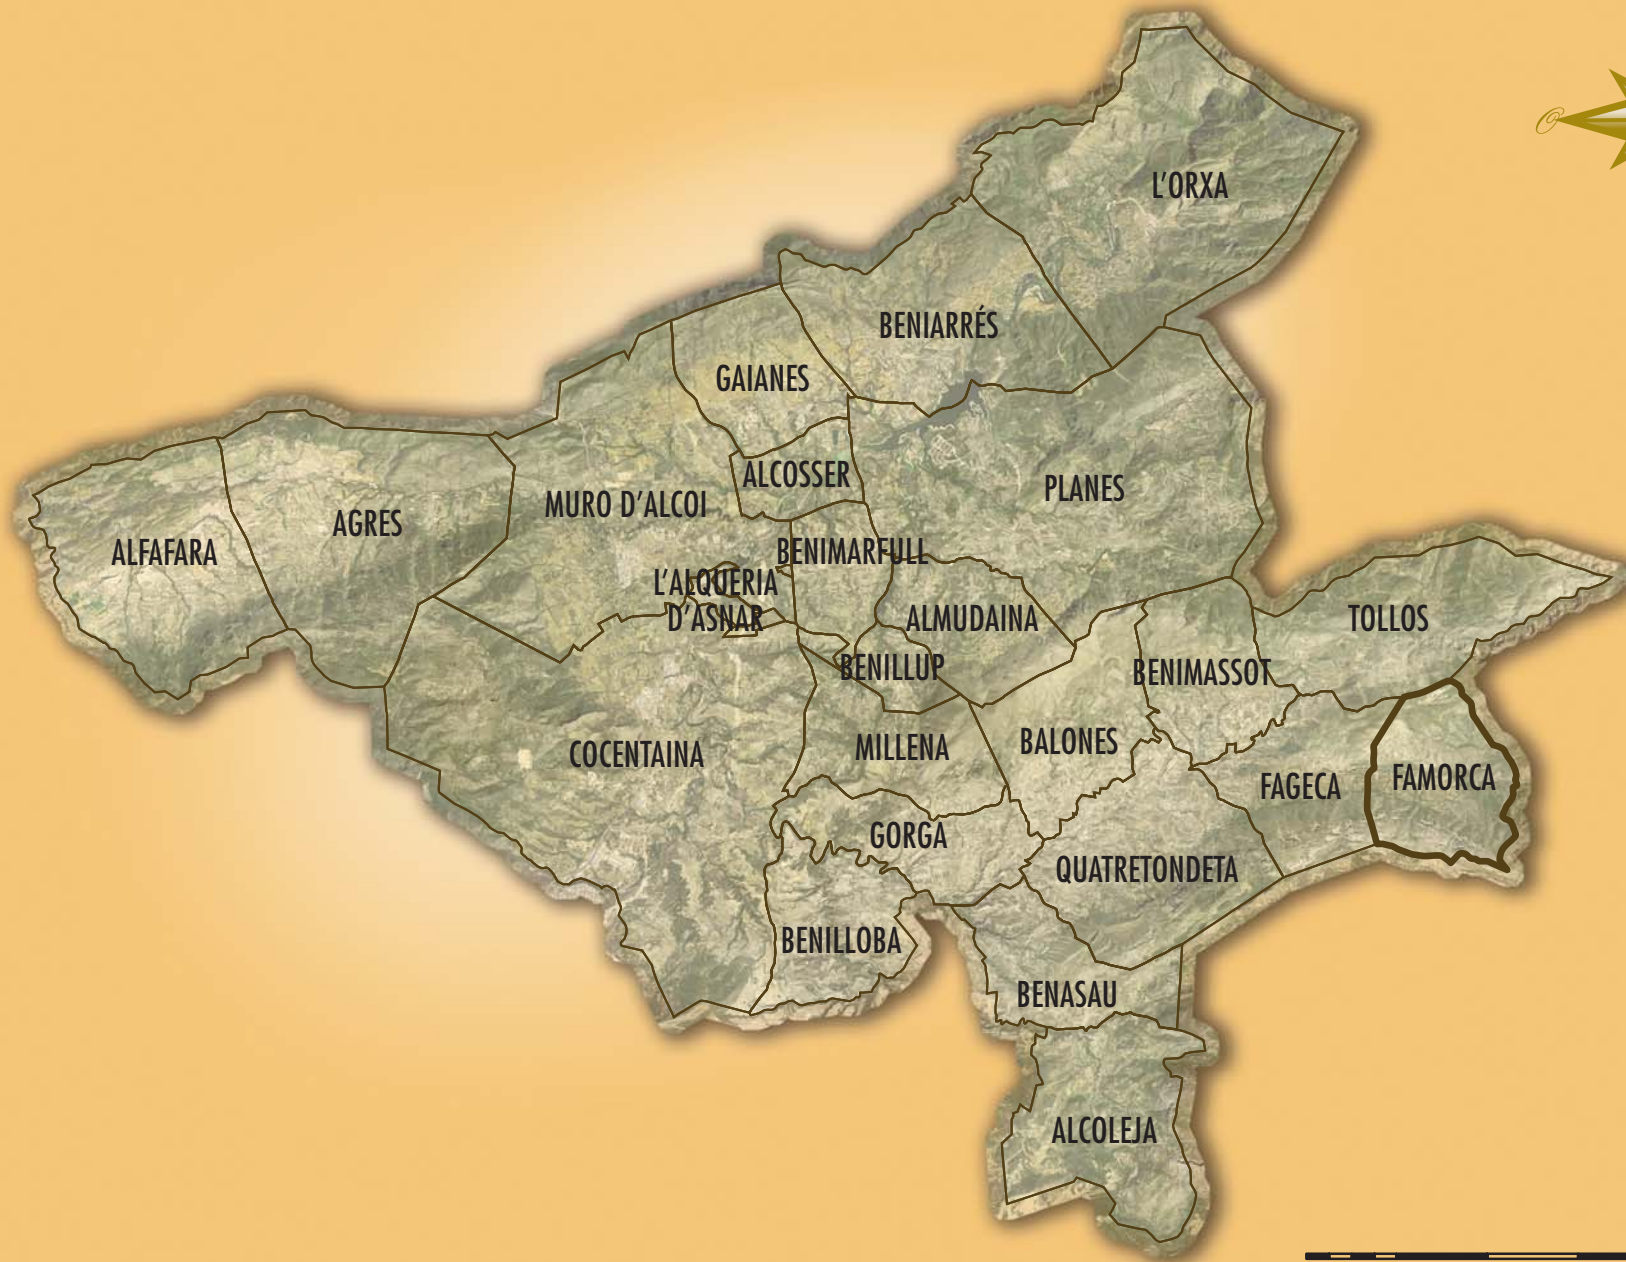 L'ORXA
BENIARRÉS
GAIANES
ALCOSSER
PLANES
MURO D'ALCOI
AGRES
ALFAFARA
BENIMARFULL
L'ALQUERIA
D'ASNAR
ALMUDAINA
TOLLOS
BENILLUP
BENIMASSOT
COCENTAINA
MILLENA
BALONES
FAGECA
FAMORCA
GORGA
QUATRETONDETA
BENILLOBA
BENASAU
ALCOLEJA